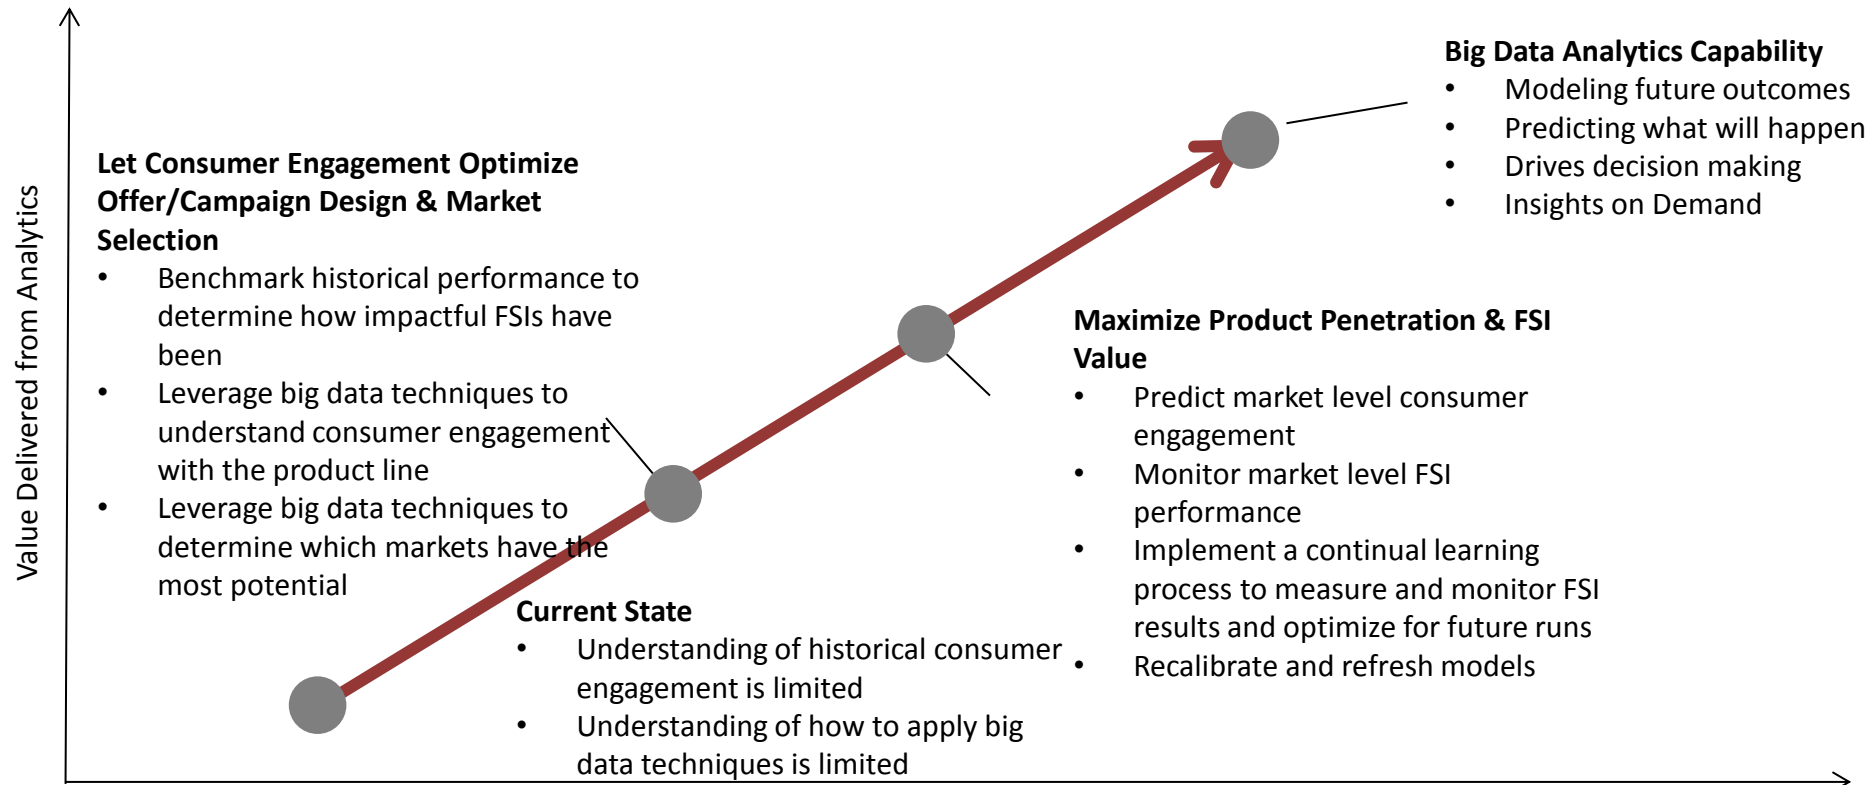 Value Delivered from Analytics
Let Consumer Engagement Optimize
Offer/Campaign Design & Market
Selection
• Benchmark historical performance to
determine how impactful FSIs have
been
• Leverage big data techniques to
understand consumer engagement
with the product line
• Leverage big data techniques to
determine which markets have the
most potential
Current State
• Understanding of historical consumer
engagement is limited
• Understanding of how to apply big
data techniques is limited
Maximize Product Penetration & FSI
Value
• Predict market level consumer
engagement
• Monitor market level FSI
performance
• Implement a continual learning
process to measure and monitor FSI
results and optimize for future runs
• Recalibrate and refresh models
Big Data Analytics Capability
• Modeling future outcomes
• Predicting what will happen
• Drives decision making
• Insights on Demand